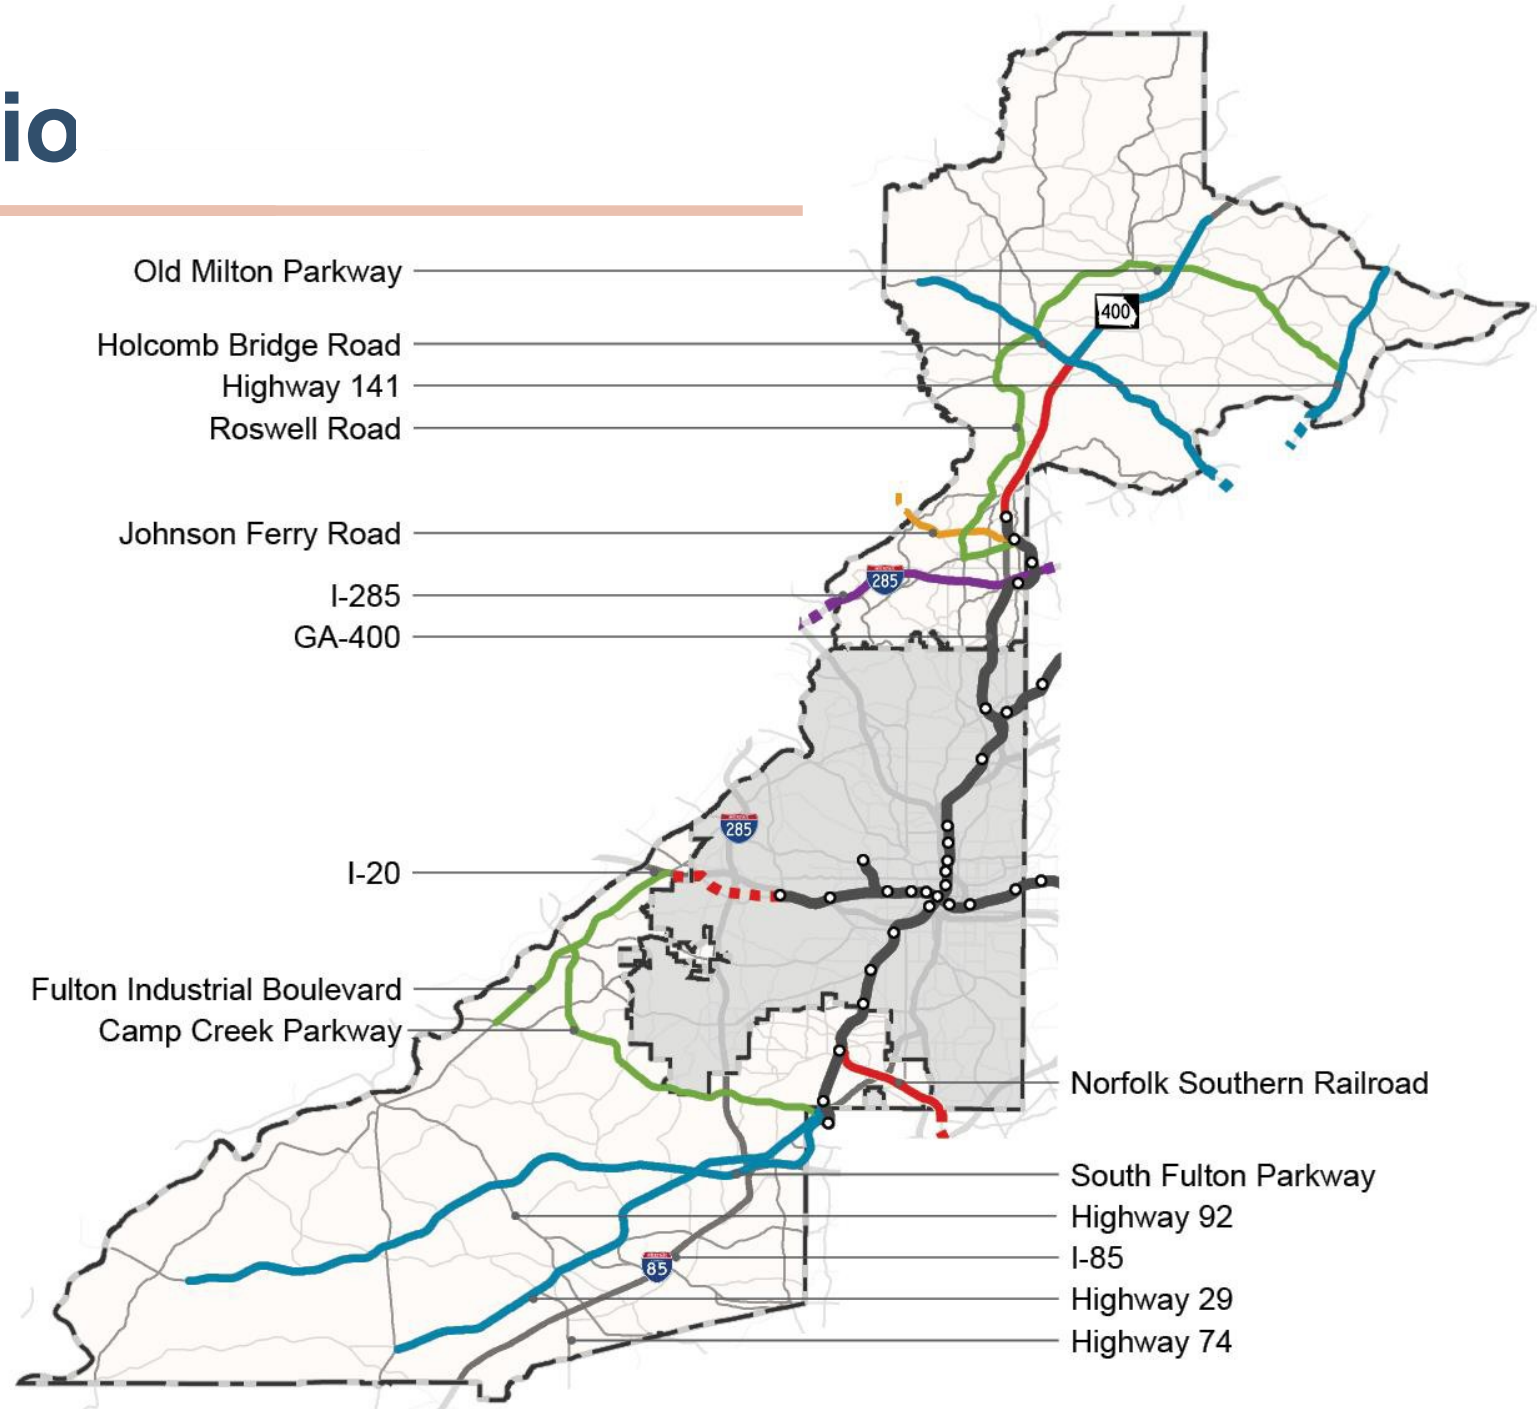 io
Old Milton Parkway
400
Holcomb Bridge Road
Highway 141
Roswell Road
Johnson Ferry Road
285
I-285
GA-400
285
I-20
Fulton Industrial Boulevard
Camp Creek Parkway
Norfolk Southern Railroad
South Fulton Parkway
Highway 92
I-85
85
Highway 29
Highway 74